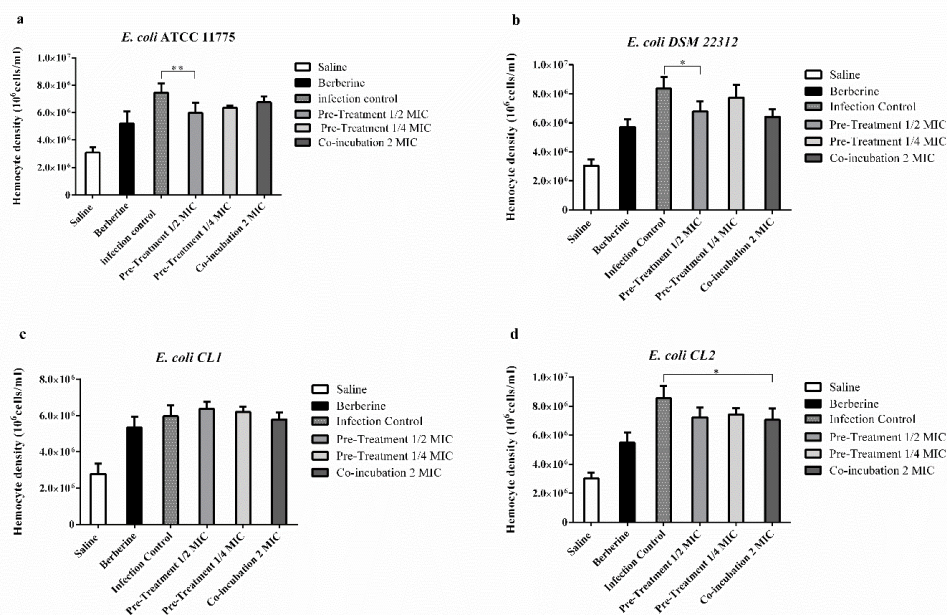 a
E. coli ATCC 11775
Hemocyte density (10⁶cells/ml)
1.0×10⁷
8.0×10⁶
6.0×10⁶
4.0×10⁶
2.0×10⁶
0
**
Saline
Berberine
infection control
Pre-Treatment 1/2 MIC
Pre-Treatment 1/4 MIC
Co-incubation 2 MIC
Saline
Berberine
infection control
Pre-Treatment 1/2 MIC
Pre-Treatment 1/4 MIC
Co-incubation 2 MIC
b
E. coli DSM 22312
Hemocyte density (10⁶cells/ml)
1.0×10⁷
8.0×10⁶
6.0×10⁶
4.0×10⁶
2.0×10⁶
0
*
Saline
Berberine
Infection Control
Pre-Treatment 1/2 MIC
Pre-Treatment 1/4 MIC
Co-incubation 2 MIC
Saline
Berberine
Infection Control
Pre-Treatment 1/2 MIC
Pre-Treatment 1/4 MIC
Co-incubation 2 MIC
c
E. coli CL1
Hemocyte density (10⁶cells/ml)
8.0×10⁶
6.0×10⁶
4.0×10⁶
2.0×10⁶
0
Saline
Berberine
Infection Control
Pre-Treatment 1/2 MIC
Pre-Treatment 1/4 MIC
Co-incubation 2 MIC
Saline
Berberine
Infection Control
Pre-Treatment 1/2 MIC
Pre-Treatment 1/4 MIC
Co-incubation 2 MIC
d
E. coli CL2
Hemocyte density (10⁶cells/ml)
1.0×10⁷
8.0×10⁶
6.0×10⁶
4.0×10⁶
2.0×10⁶
0
*
Saline
Berberine
Infection Control
Pre-Treatment 1/2 MIC
Pre-Treatment 1/4 MIC
Co-incubation 2 MIC
Saline
Berberine
Infection Control
Pre-Treatment 1/2 MIC
Pre-Treatment 1/4 MIC
Co-incubation 2 MIC